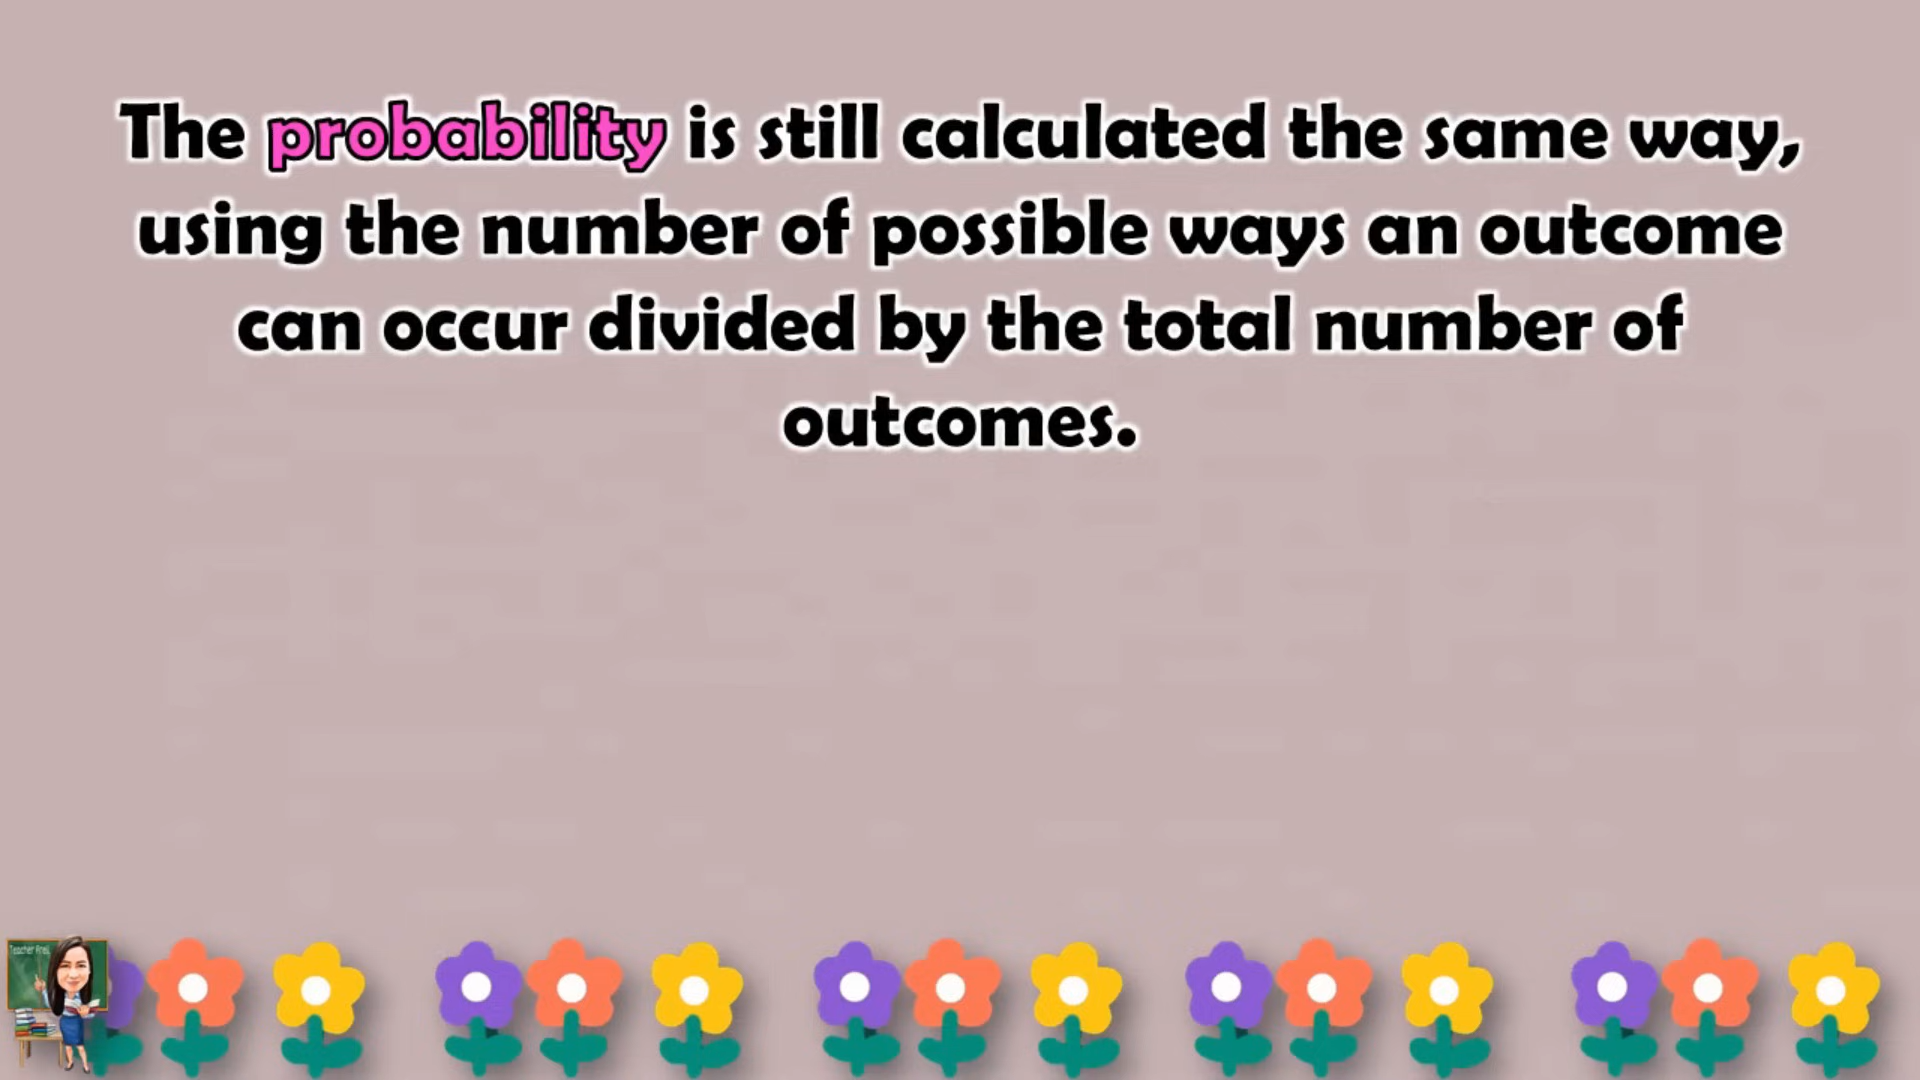 The probability is still calculated the same way,
using the number of possible ways an outcome
can occur divided by the total number of
outcomes.